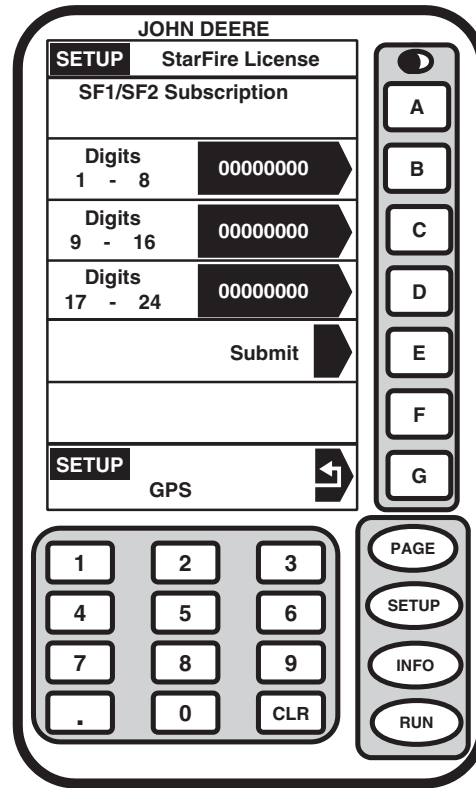 JOHN DEERE
SETUP StarFire License
SF1/SF2 Subscription
Digits
1 - 8
00000000
Digits
9 - 16
00000000
Digits
17 - 24
00000000
Submit
SETUP
GPS
A
B
C
D
E
F
G
1 2 3
4 5 6
7 8 9
. 0 CLR
PAGE
SETUP
INFO
RUN